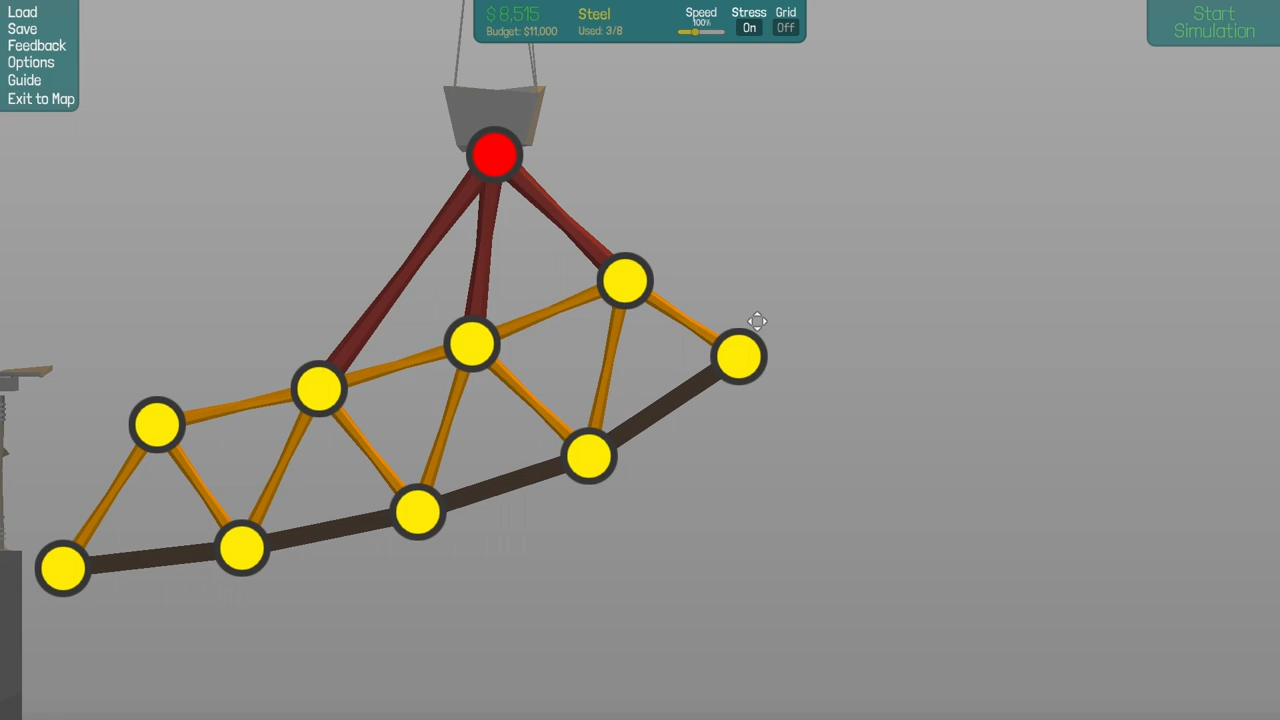 Load
Save
Feedback
Options
Guide
Exit to Map
$ 8,515
Budget: $11,000
Steel
Used: 3/8
Speed
100%
Stress
On
Grid
Off
Start
Simulation